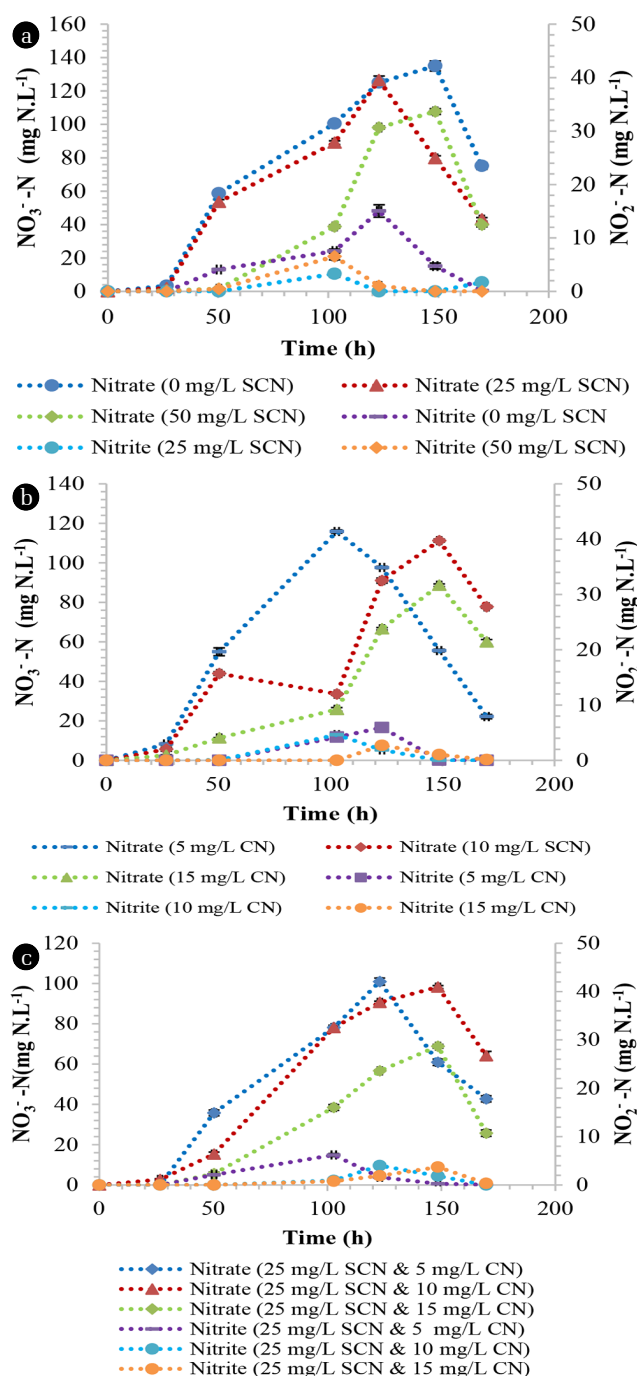 a
160
140
120
100
80
60
40
20
0
NO₃⁻ -N (mg N.L⁻¹)
50
40
30
20
10
0
NO₂⁻ -N (mg N.L⁻¹)
0 50 100 150 200
Time (h)
Nitrate (0 mg/L SCN) Nitrate (25 mg/L SCN)
Nitrate (50 mg/L SCN) Nitrite (0 mg/L SCN
Nitrite (25 mg/L SCN) Nitrite (50 mg/L SCN)
b
140
120
100
80
60
40
20
0
NO₃⁻ -N (mg N.L⁻¹)
50
40
30
20
10
0
NO₂⁻ -N (mg N.L⁻¹)
0 50 100 150 200
Time (h)
Nitrate (5 mg/L CN) Nitrate (10 mg/L SCN)
Nitrate (15 mg/L CN) Nitrite (5 mg/L CN)
Nitrite (10 mg/L CN) Nitrite (15 mg/L CN)
c
120
100
80
60
40
20
0
NO₃⁻ -N(mg N.L⁻¹)
50
40
30
20
10
0
NO₂⁻ -N (mg N.L⁻¹)
0 50 100 150 200
Time (h)
Nitrate (25 mg/L SCN & 5 mg/L CN)
Nitrate (25 mg/L SCN & 10 mg/L CN)
Nitrate (25 mg/L SCN & 15 mg/L CN)
Nitrite (25 mg/L SCN & 5 mg/L CN)
Nitrite (25 mg/L SCN & 10 mg/L CN)
Nitrite (25 mg/L SCN & 15 mg/L CN)